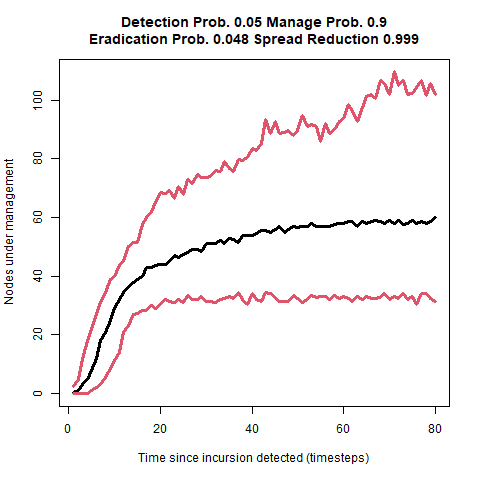 Detection Prob. 0.05 Manage Prob. 0.9
Eradication Prob. 0.048 Spread Reduction 0.999
Nodes under management
100
80
60
40
20
0
0 20 40 60 80
Time since incursion detected (timesteps)